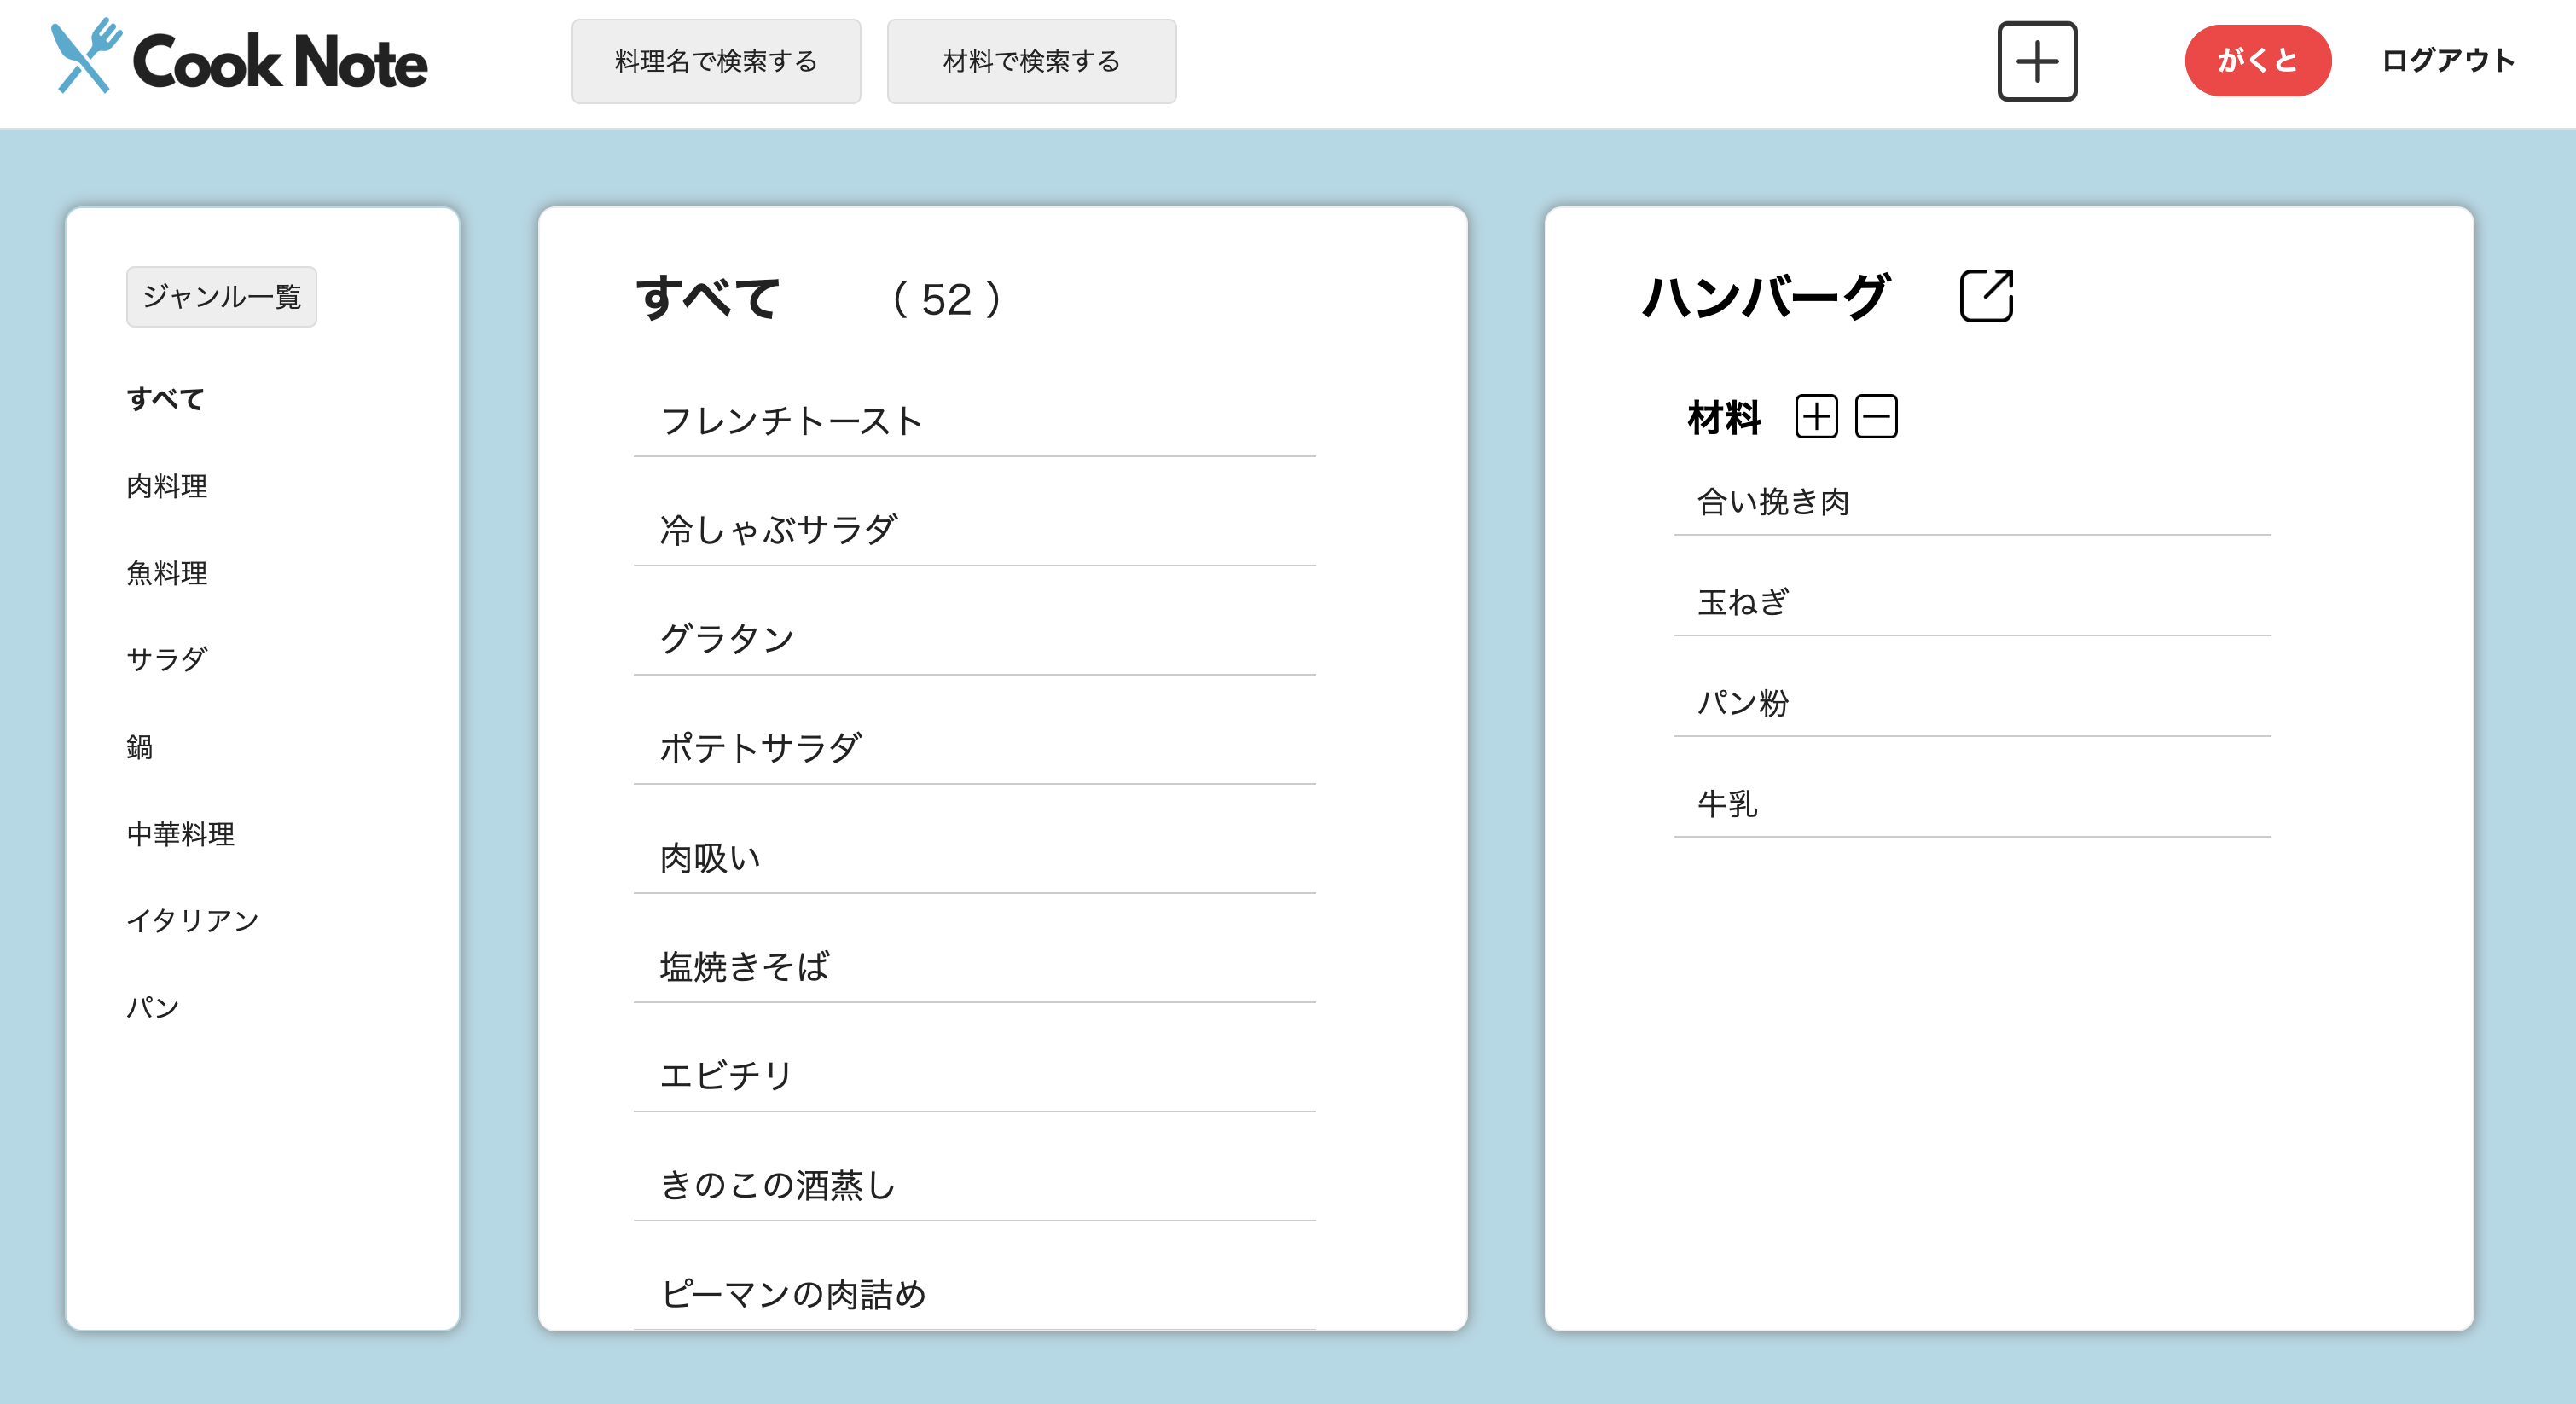 Cook Note
料理名で検索する
材料で検索する
がくと
ログアウト
ジャンル一覧
すべて
肉料理
魚料理
サラダ
鍋
中華料理
イタリアン
パン
すべて （ 52 ）
フレンチトースト
冷しゃぶサラダ
グラタン
ポテトサラダ
肉吸い
塩焼きそば
エビチリ
きのこの酒蒸し
ピーマンの肉詰め
ハンバーグ
材料
合い挽き肉
玉ねぎ
パン粉
牛乳